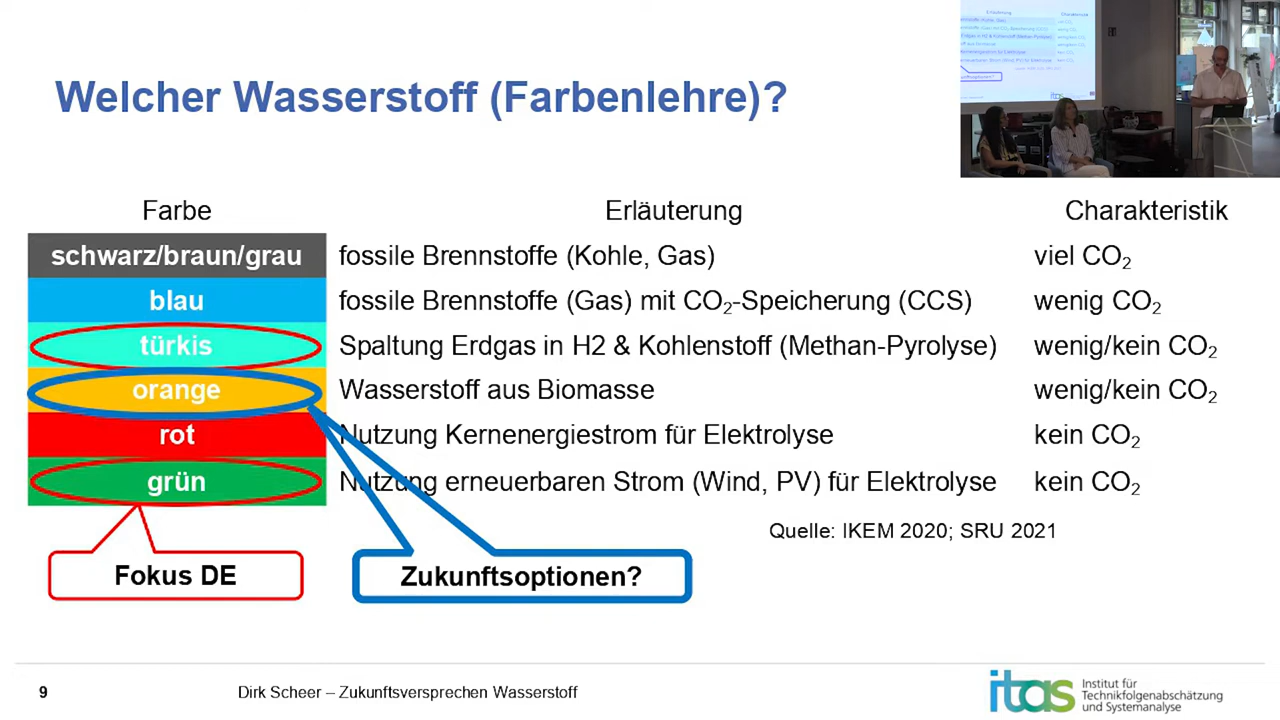 Welcher Wasserstoff (Farbenlehre)?
Farbe Erläuterung Charakteristik
schwarz/braun/grau fossile Brennstoffe (Kohle, Gas) viel CO₂
blau fossile Brennstoffe (Gas) mit CO₂-Speicherung (CCS) wenig CO₂
türkis Spaltung Erdgas in H2 & Kohlenstoff (Methan-Pyrolyse) wenig/kein CO₂
orange Wasserstoff aus Biomasse wenig/kein CO₂
rot Nutzung Kernenergiestrom für Elektrolyse kein CO₂
grün Nutzung erneuerbaren Strom (Wind, PV) für Elektrolyse kein CO₂
Quelle: IKEM 2020; SRU 2021
Fokus DE Zukunftsoptionen?
9 Dirk Scheer – Zukunftsversprechen Wasserstoff
itas Institut für
Technikfolgenabschätzung
und Systemanalyse